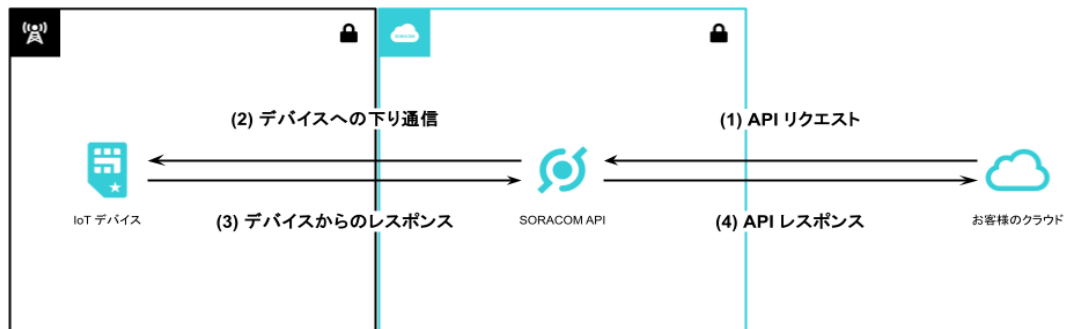 (2) デバイスへの下り通信
(1) API リクエスト
IoT デバイス
(3) デバイスからのレスポンス
SORACOM API
(4) API レスポンス
お客様のクラウド